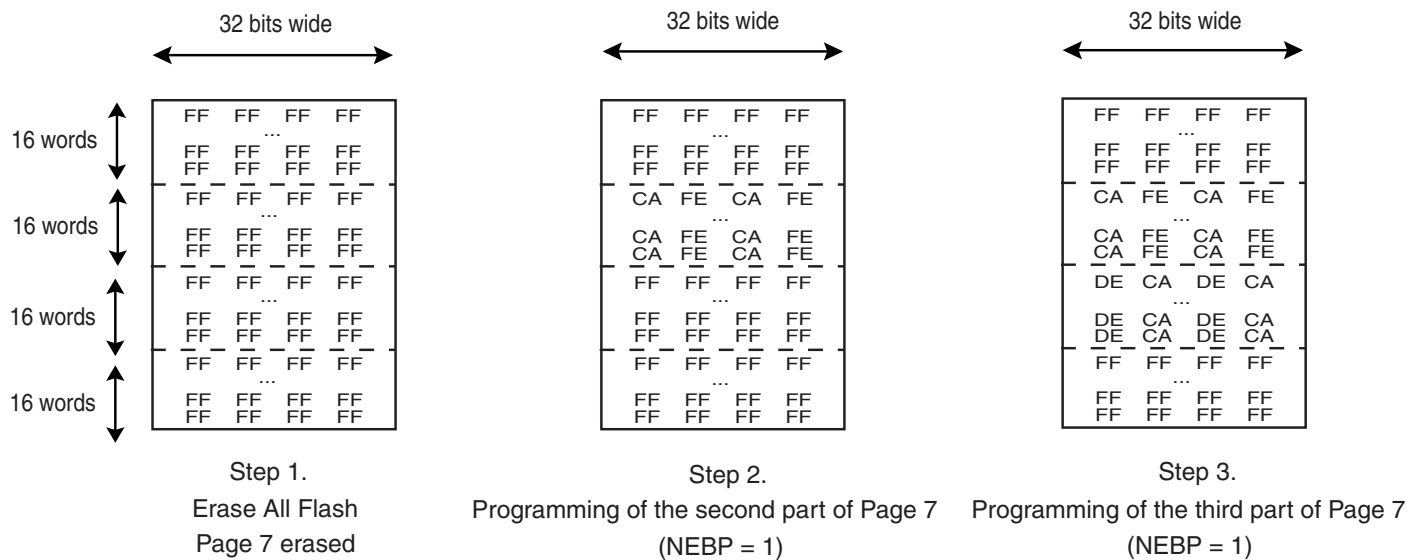 32 bits wide
16 words
16 words
16 words
16 words
FF FF FF FF
...
FF FF FF FF
FF FF FF FF
FF FF FF FF
...
FF FF FF FF
FF FF FF FF
FF FF FF FF
...
FF FF FF FF
FF FF FF FF
FF FF FF FF
...
FF FF FF FF
FF FF FF FF
Step 1.
Erase All Flash
Page 7 erased
32 bits wide
FF FF FF FF
...
FF FF FF FF
FF FF FF FF
CA FE CA FE
...
CA FE CA FE
CA FE CA FE
FF FF FF FF
...
FF FF FF FF
FF FF FF FF
FF FF FF FF
...
FF FF FF FF
FF FF FF FF
Step 2.
Programming of the second part of Page 7
(NEBP = 1)
32 bits wide
FF FF FF FF
...
FF FF FF FF
FF FF FF FF
CA FE CA FE
...
CA FE CA FE
CA FE CA FE
DE CA DE CA
...
DE CA DE CA
DE CA DE CA
FF FF FF FF
...
FF FF FF FF
FF FF FF FF
Step 3.
Programming of the third part of Page 7
(NEBP = 1)